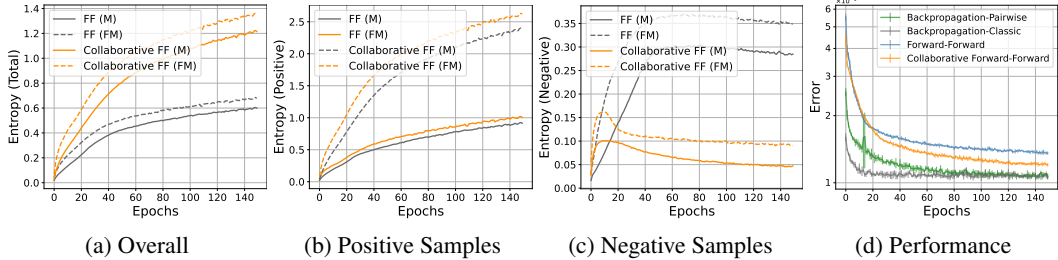 Entropy (Total)
1.4
1.2
1.0
0.8
0.6
0.4
0.2
0.0
FF (M)
FF (FM)
Collaborative FF (M)
Collaborative FF (FM)
0 20 40 60 80 100 120 140
Epochs
(a) Overall
Entropy (Positive)
2.5
2.0
1.5
1.0
0.5
0.0
FF (M)
FF (FM)
Collaborative FF (M)
Collaborative FF (FM)
0 20 40 60 80 100 120 140
Epochs
(b) Positive Samples
Entropy (Negative)
0.35
0.30
0.25
0.20
0.15
0.10
0.05
0.00
FF (M)
FF (FM)
Collaborative FF (M)
Collaborative FF (FM)
0 20 40 60 80 100 120 140
Epochs
(c) Negative Samples
Error
6
4
3
2
1
Backpropagation-Pairwise
Backpropagation-Classic
Forward-Forward
Collaborative Forward-Forward
0 20 40 60 80 100 120 140
Epochs
(d) Performance